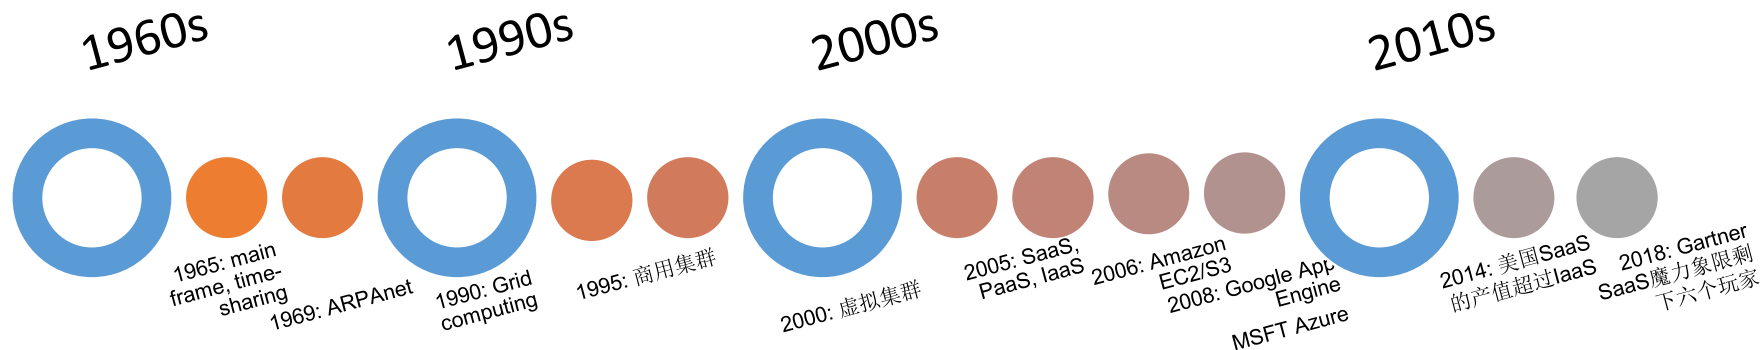 1960s
1990s
2000s
2010s
1965: main
frame, time-
sharing
1969: ARPAnet
1990: Grid
computing
1995: 商用集群
2000: 虚拟集群
2005: SaaS,
PaaS, IaaS
2006: Amazon
EC2/S3
2008: Google App
Engine
MSFT Azure
2014: 美国SaaS
的产值超过IaaS
2018: Gartner
SaaS魔力象限剩
下六个玩家